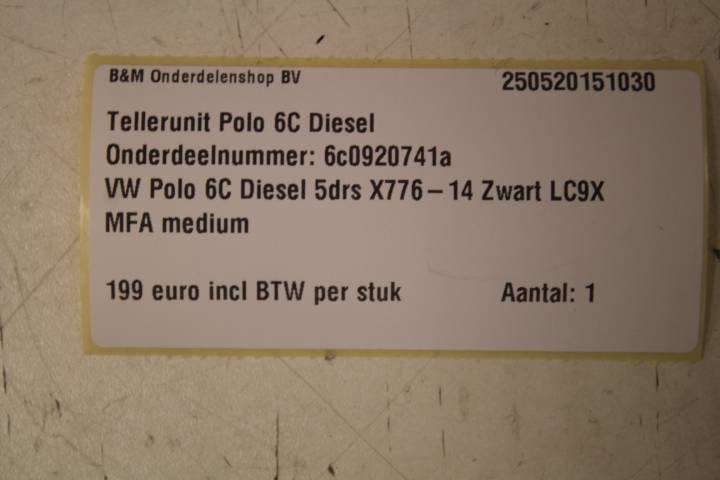 B&M Onderdelenshop BV 250520151030
Tellerunit Polo 6C Diesel
Onderdeelnummer: 6c0920741a
VW Polo 6C Diesel 5drs X776 – 14 Zwart LC9X
MFA medium
199 euro incl BTW per stuk Aantal: 1